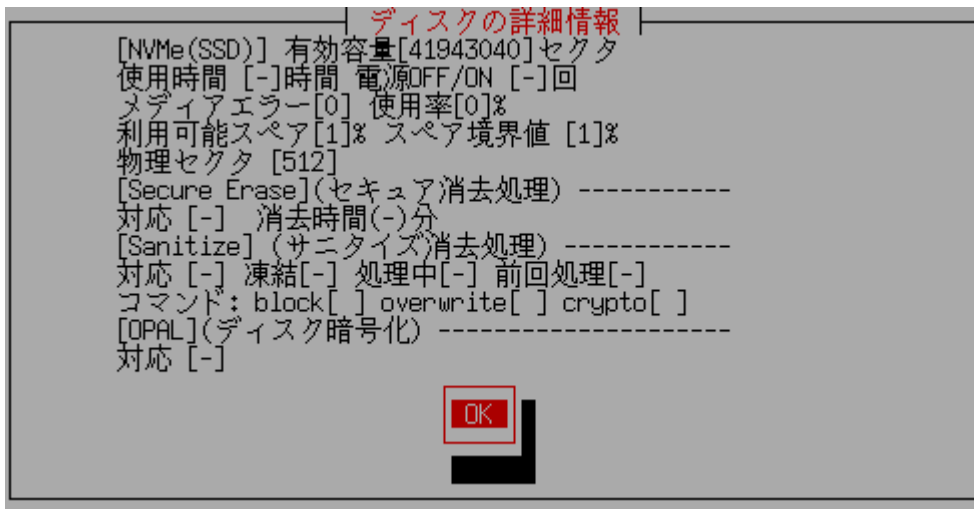 ディスクの詳細情報
[NVMe(SSD)] 有効容量[41943040]セクタ
使用時間 [-]時間 電源OFF/ON [-]回
メディアエラー[0] 使用率[0]%
利用可能スペア[1]% スペア境界値 [1]%
物理セクタ [512]
[Secure Erase](セキュア消去処理) -----------
対応 [-] 消去時間(-)分
[Sanitize] (サニタイズ消去処理) ------------
対応 [-] 凍結[-] 処理中[-] 前回処理[-]
コマンド: block[ ] overwrite[ ] crypto[ ]
[OPAL](ディスク暗号化) ---------------------
対応 [-]
OK